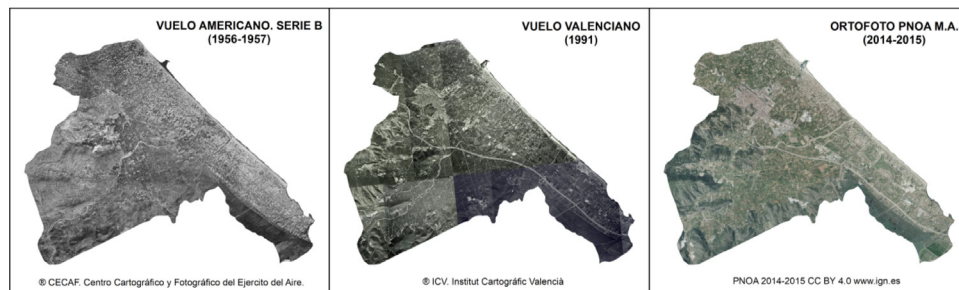 VUELO AMERICANO. SERIE B
(1956-1957)
® CECAF. Centro Cartográfico y Fotográfico del Ejercito del Aire.
VUELO VALENCIANO
(1991)
® ICV. Institut Cartogràfic Valencià
ORTOFOTO PNOA M.A.
(2014-2015)
PNOA 2014-2015 CC BY 4.0 www.ign.es